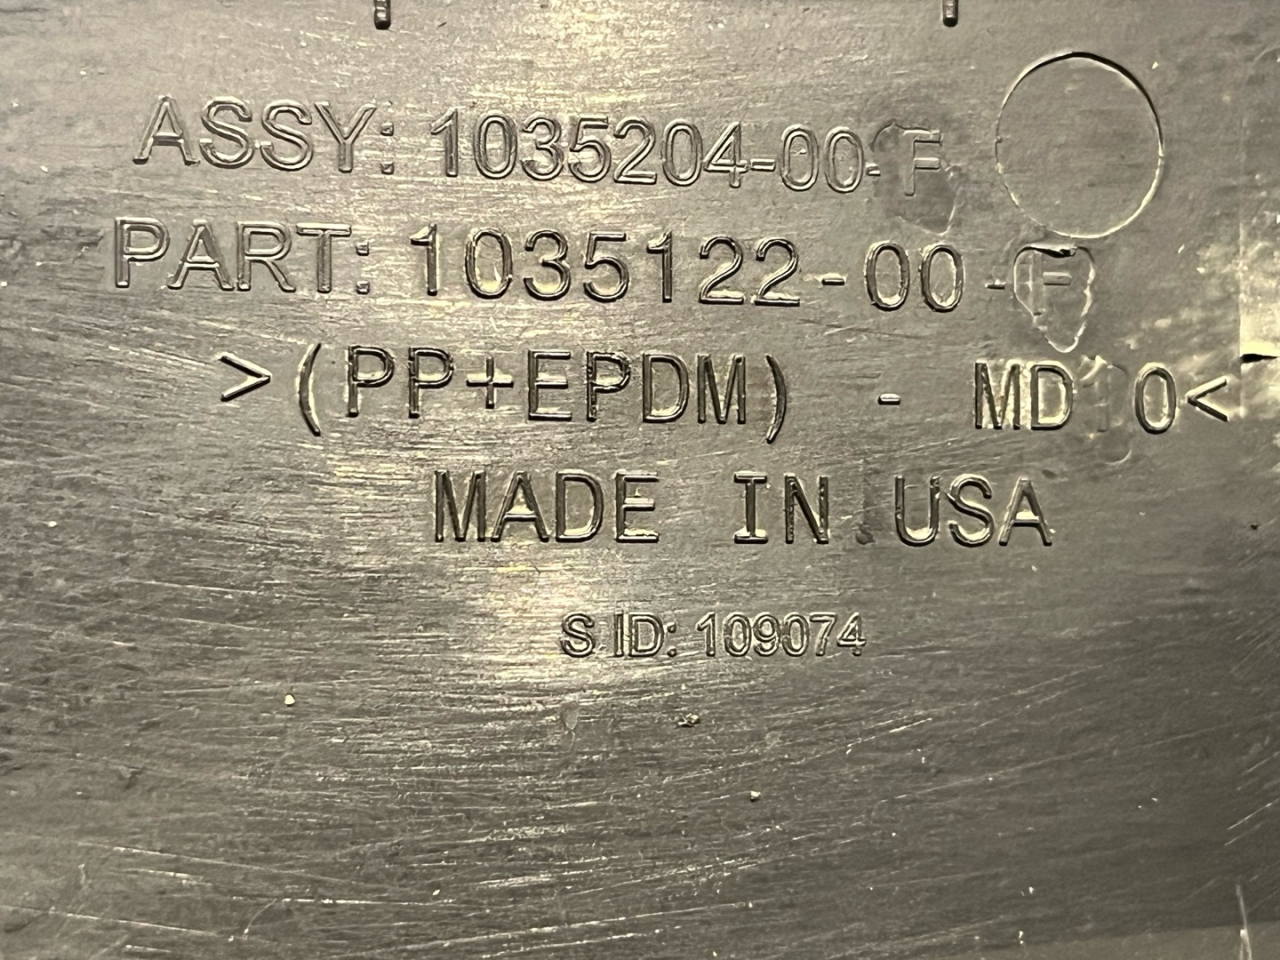 ASSY: 1035204-00-F
PART: 1035122-00-F
>(PP+EPDM) - MD10<
MADE IN USA
S ID: 109074